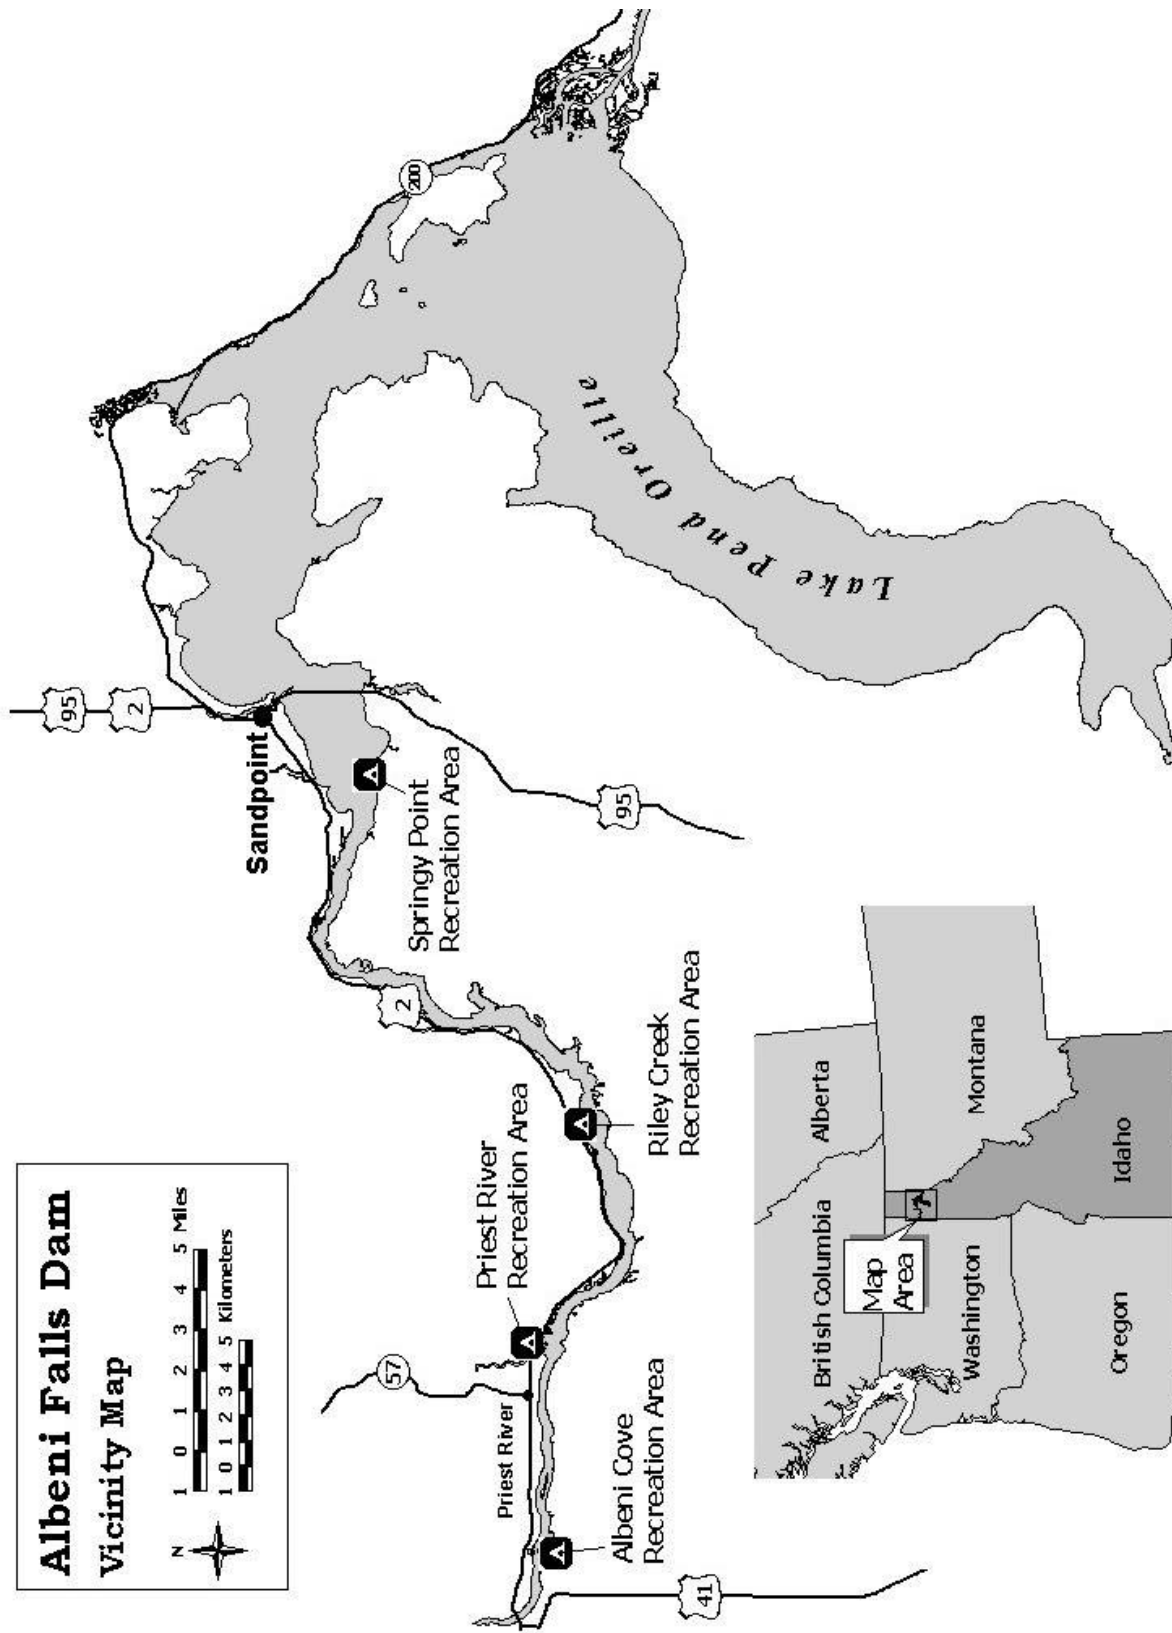 Albeni Falls Dam
Vicinity Map
N
1 0 1 2 3 4 5 Miles
1 0 1 2 3 4 5 Kilometers
95
2
200
Sandpoint
57
2
Priest River
Recreation Area
Priest River
Springy Point
Recreation Area
95
Lake Pend Oreille
Albeni Cove
Recreation Area
Riley Creek
Recreation Area
41
British Columbia
Alberta
Map
Area
Washington
Montana
Oregon
Idaho